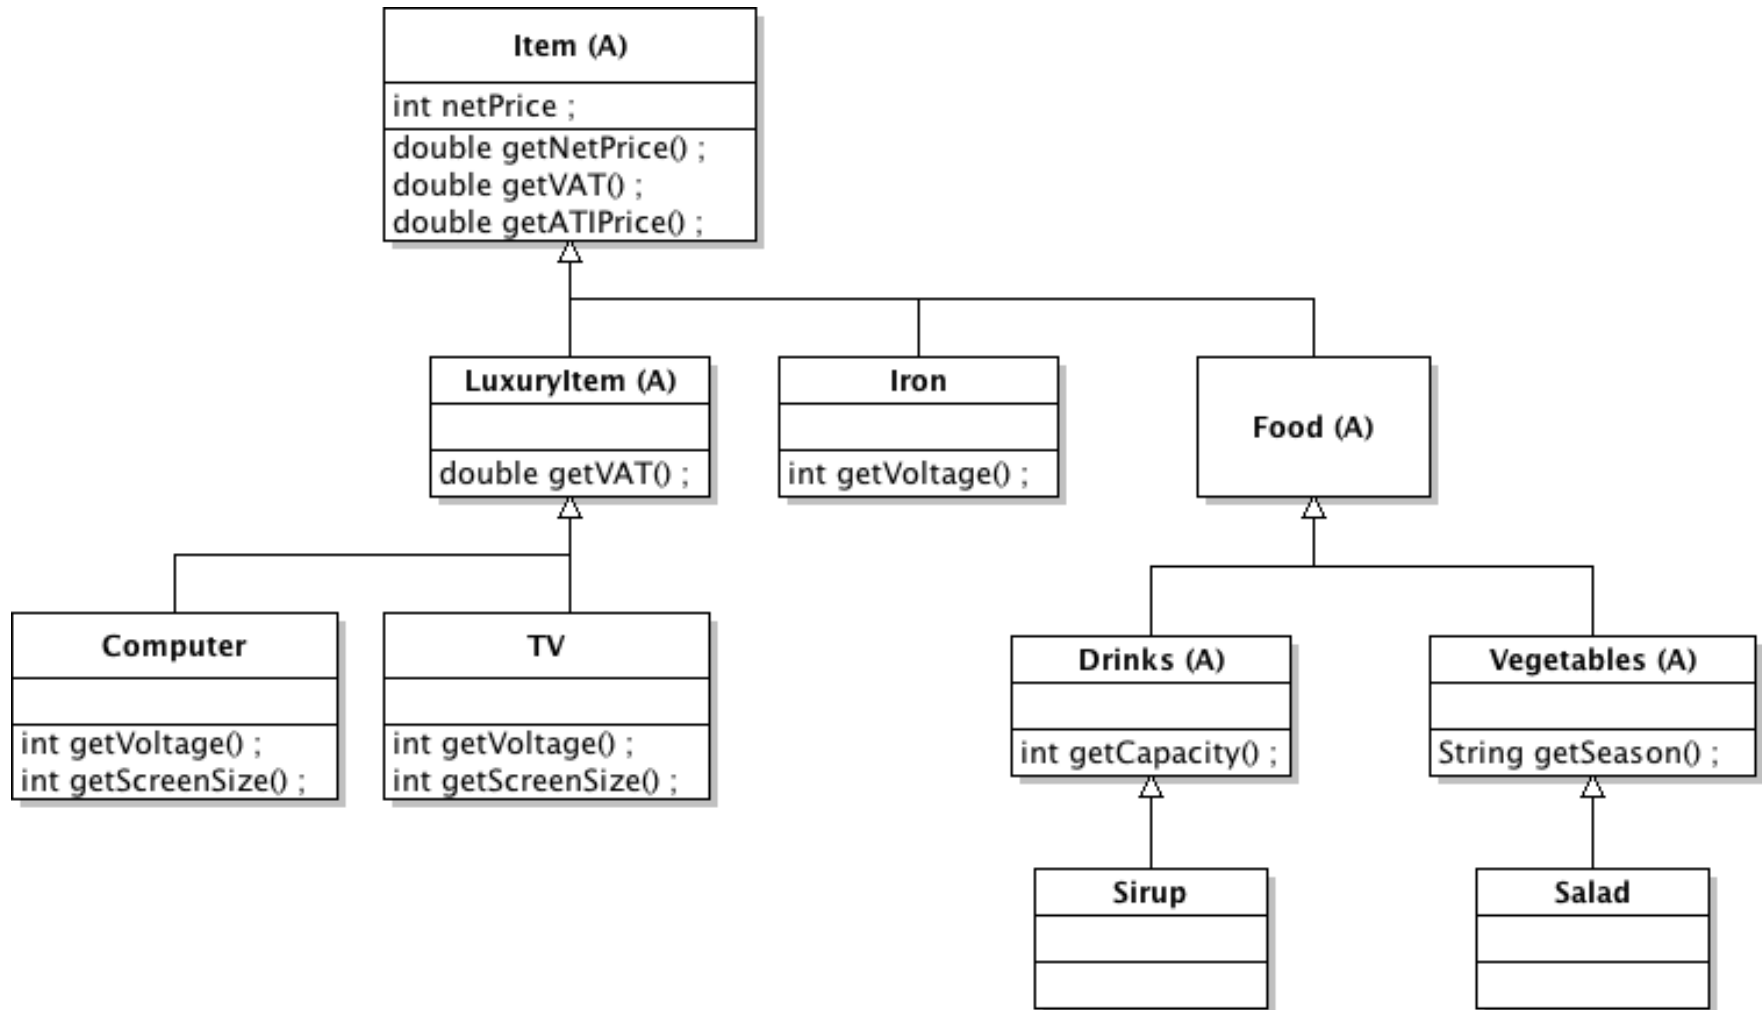 Item (A)
int netPrice ;
double getNetPrice() ;
double getVAT() ;
double getATIPrice() ;
LuxuryItem (A)
double getVAT() ;
Iron
int getVoltage() ;
Food (A)
Computer
int getVoltage() ;
int getScreenSize() ;
TV
int getVoltage() ;
int getScreenSize() ;
Drinks (A)
int getCapacity() ;
Vegetables (A)
String getSeason() ;
Sirup
Salad